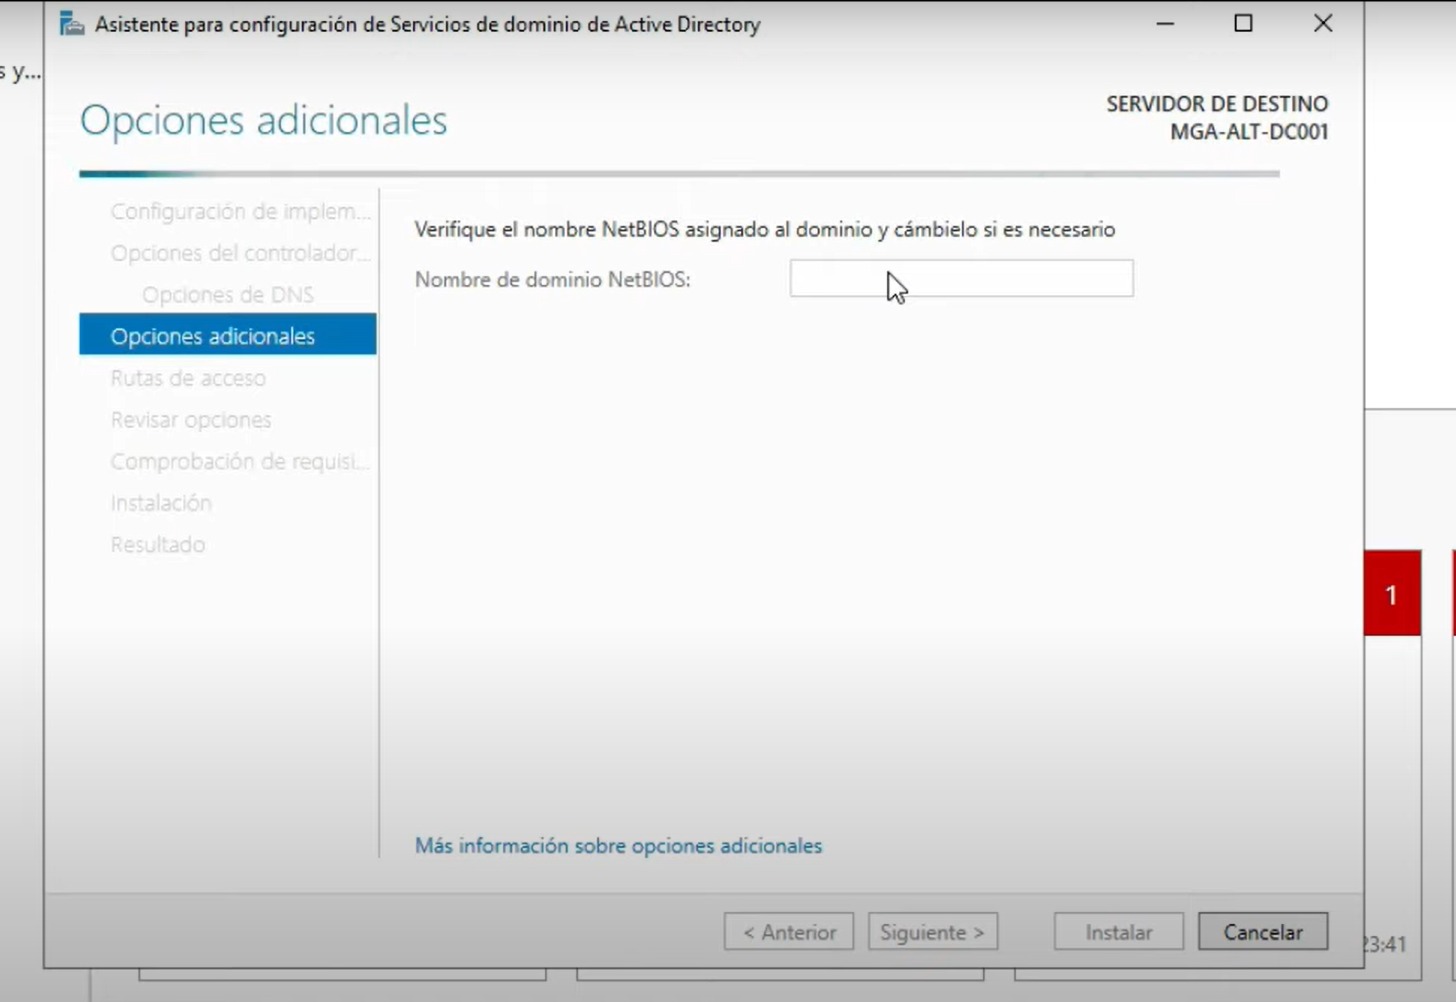 Asistente para configuración de Servicios de dominio de Active Directory
s y...
Opciones adicionales
SERVIDOR DE DESTINO
MGA-ALT-DC001
Configuración de implem...
Opciones del controlador...
Opciones de DNS
Opciones adicionales
Rutas de acceso
Revisar opciones
Comprobación de requisi...
Instalación
Resultado
Verifique el nombre NetBIOS asignado al dominio y cámbielo si es necesario
Nombre de dominio NetBIOS:
1
Más información sobre opciones adicionales
< Anterior
Siguiente >
Instalar
Cancelar
23:41